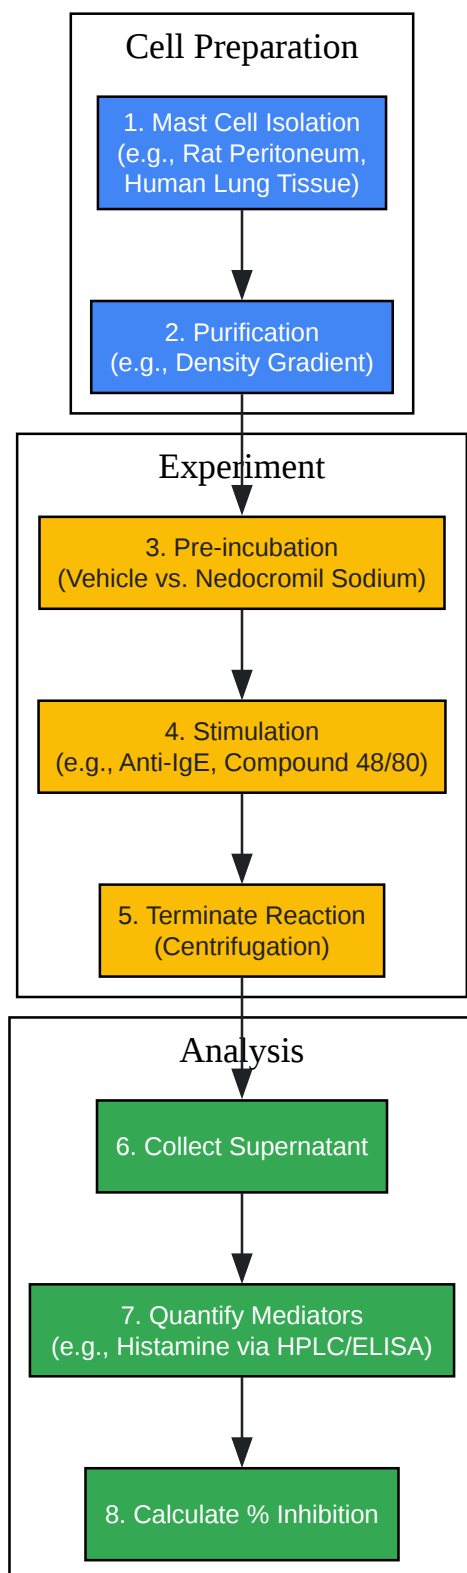 Cell Preparation
1. Mast Cell Isolation
(e.g., Rat Peritoneum,
Human Lung Tissue)
2. Purification
(e.g., Density Gradient)
Experiment
3. Pre-incubation
(Vehicle vs. Nedocromil Sodium)
4. Stimulation
(e.g., Anti-IgE, Compound 48/80)
5. Terminate Reaction
(Centrifugation)
Analysis
6. Collect Supernatant
7. Quantify Mediators
(e.g., Histamine via HPLC/ELISA)
8. Calculate % Inhibition